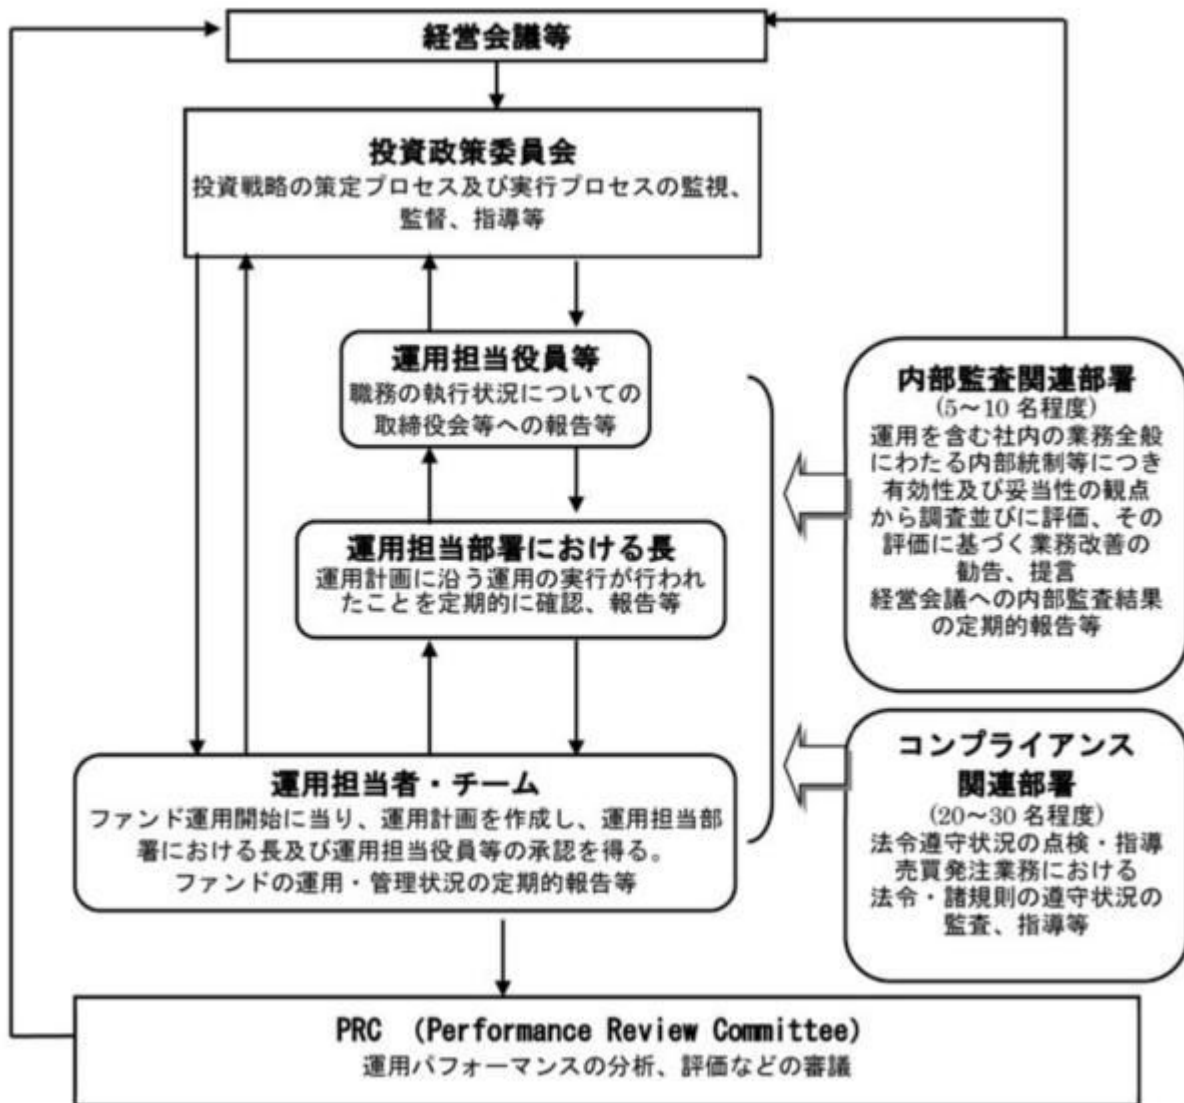 経営会議等
投資政策委員会
投資戦略の策定プロセス及び実行プロセスの監視、
監督、指導等
運用担当役員等
職務の執行状況についての
取締役会等への報告等
運用担当部署における長
運用計画に沿う運用の実行が行われ
たことを定期的に確認、報告等
運用担当者・チーム
ファンド運用開始に当り、運用計画を作成し、運用担当部
署における長及び運用担当役員等の承認を得る。
ファンドの運用・管理状況の定期的報告等
内部監査関連部署
(5～10 名程度)
運用を含む社内の業務全般
にわたる内部統制等につき
有効性及び妥当性の観点
から調査並びに評価、その
評価に基づく業務改善の
勧告、提言
経営会議への内部監査結果
の定期的報告等
コンプライアンス
関連部署
(20～30 名程度)
法令遵守状況の点検・指導
売買発注業務における
法令・諸規則の遵守状況の
監査、指導等
PRC （Performance Review Committee）
運用パフォーマンスの分析、評価などの審議